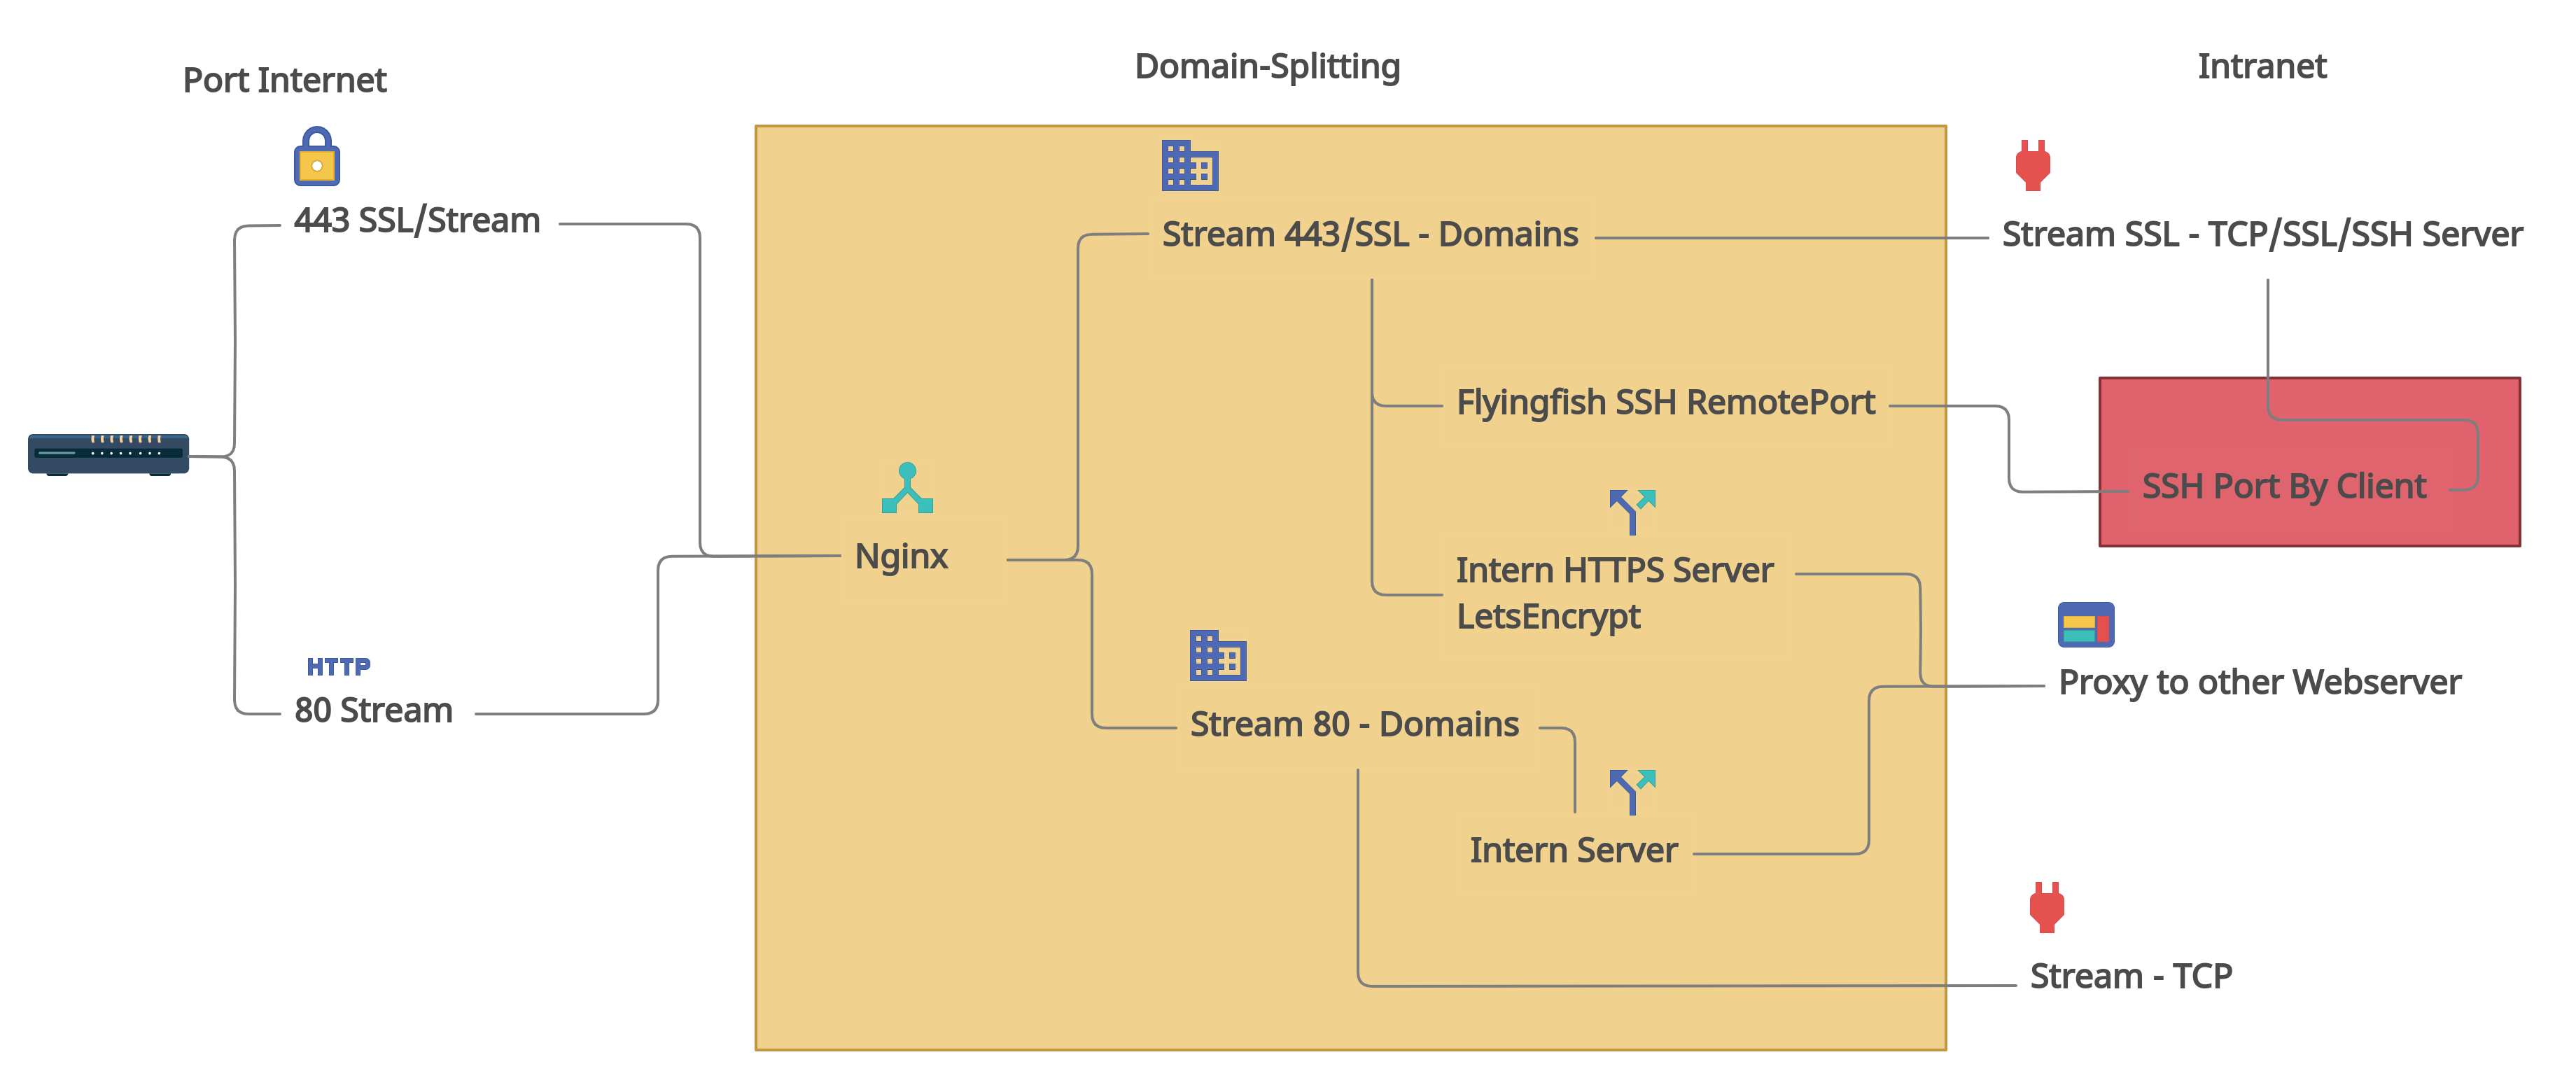 Port Internet
Domain-Splitting
Intranet
443 SSL/Stream
Stream 443/SSL - Domains
Stream SSL - TCP/SSL/SSH Server
Flyingfish SSH RemotePort
SSH Port By Client
Nginx
Intern HTTPS Server
LetsEncrypt
HTTP
80 Stream
Stream 80 - Domains
Proxy to other Webserver
Intern Server
Stream - TCP